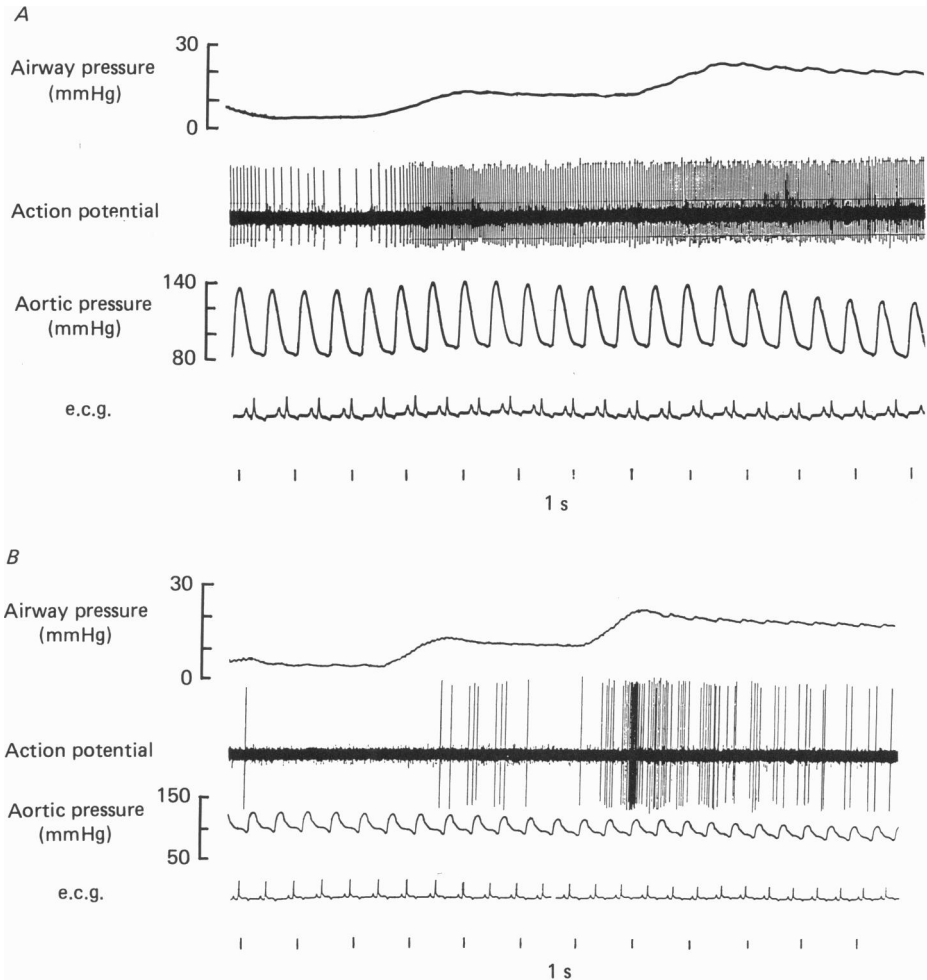 A
30
Airway pressure
(mmHg)
0
Action potential
140
Aortic pressure
(mmHg)
80
e.c.g.
1 s
B
30
Airway pressure
(mmHg)
0
Action potential
150
Aortic pressure
(mmHg)
50
e.c.g.
1 s